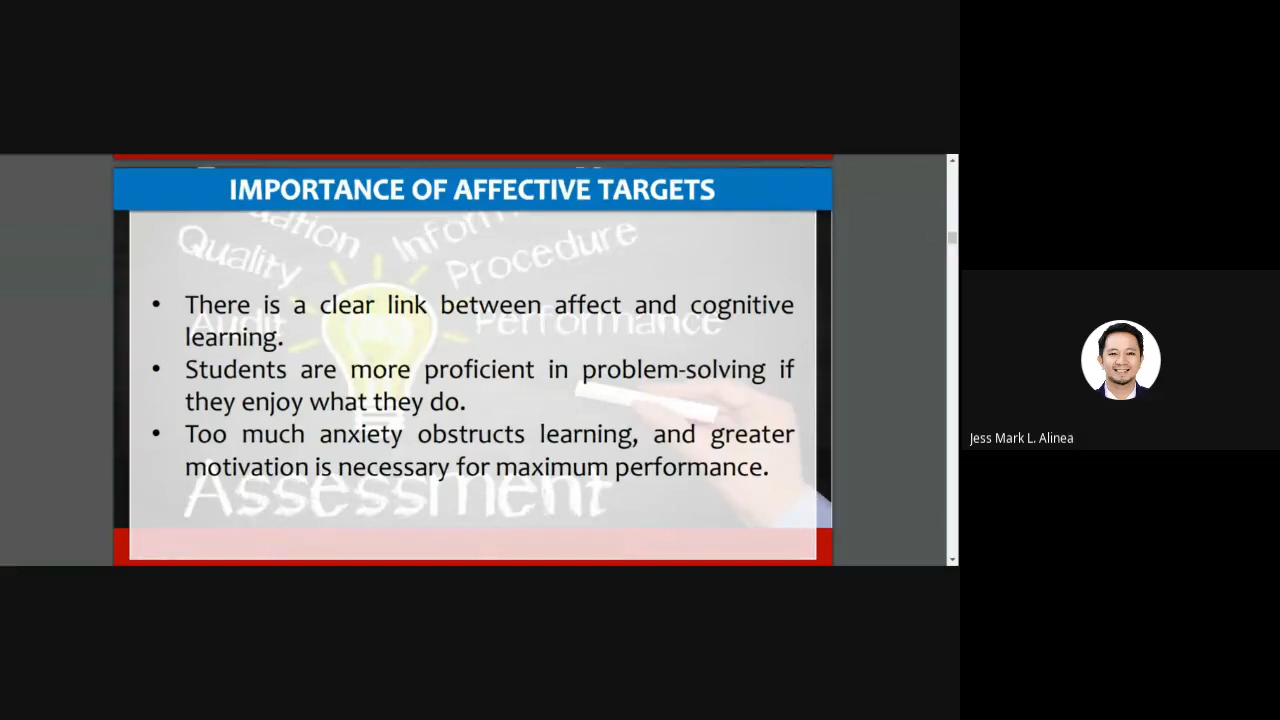 IMPORTANCE OF AFFECTIVE TARGETS
Quality
Procedure
Audit
Performance
• There is a clear link between affect and cognitive
learning.
• Students are more proficient in problem-solving if
they enjoy what they do.
• Too much anxiety obstructs learning, and greater
motivation is necessary for maximum performance.
Assessment
Jess Mark L. Alinea